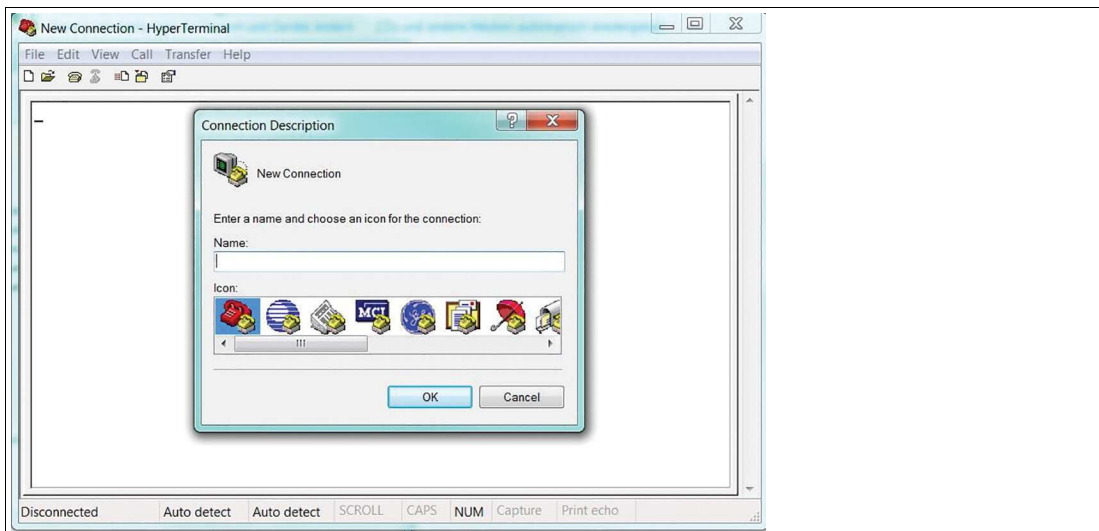 New Connection - HyperTerminal
File Edit View Call Transfer Help
Connection Description
New Connection
Enter a name and choose an icon for the connection:
Name:
Icon:
MCI
OK Cancel
Disconnected Auto detect Auto detect SCROLL CAPS NUM Capture Print echo